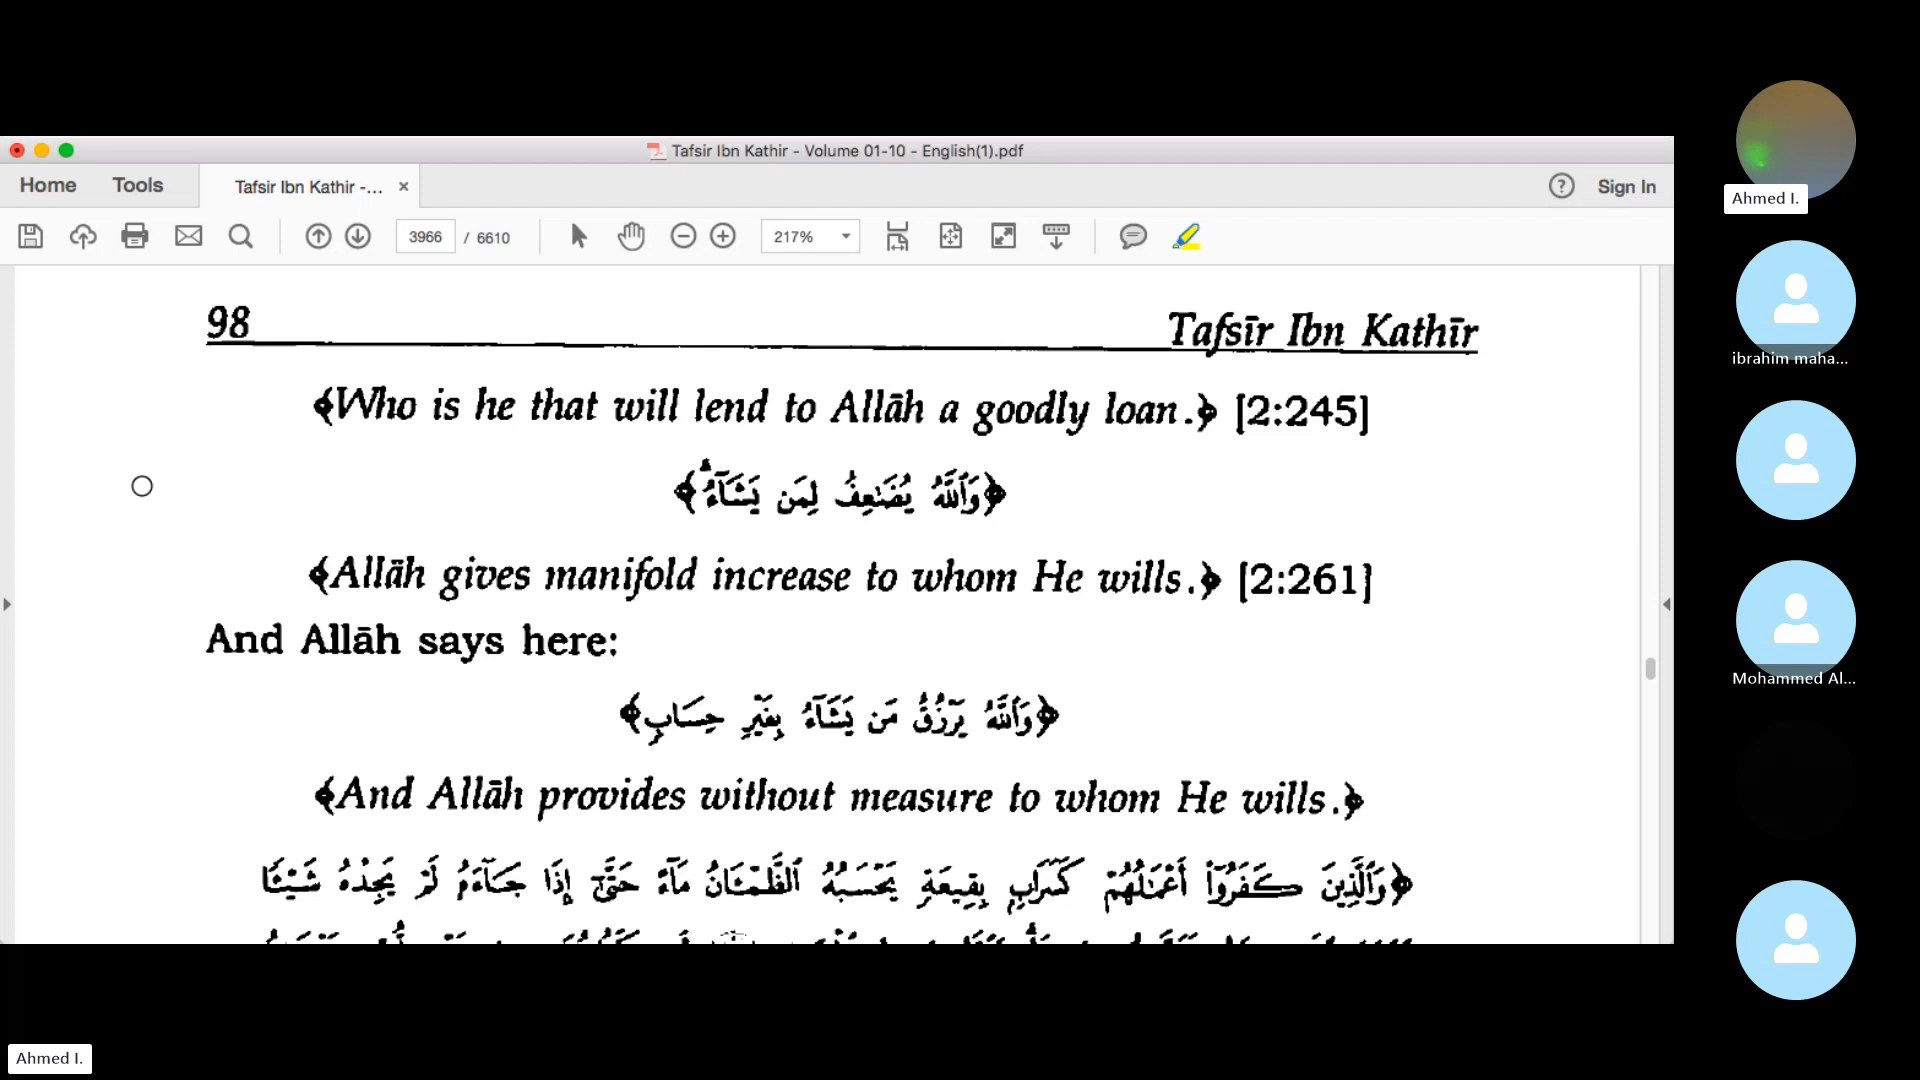 Tafsir Ibn Kathir - Volume 01-10 - English(1).pdf
Home
Tools
Tafsir Ibn Kathir -...
×
Sign In
3966 / 6610
217%
98
Tafsīr Ibn Kathīr
﴾Who is he that will lend to Allāh a goodly loan.﴿ [2:245]
﴿وَٱللَّهُ يُضَٰعِفُ لِمَن يَشَآءُ﴾
﴾Allāh gives manifold increase to whom He wills.﴿ [2:261]
And Allāh says here:
﴿وَٱللَّهُ يَرْزُقُ مَن يَشَآءُ بِغَيْرِ حِسَابٍ﴾
﴾And Allāh provides without measure to whom He wills.﴿
﴿وَٱلَّذِينَ كَفَرُوٓا۟ أَعْمَٰلُهُمْ كَسَرَابٍۭ بِقِيعَةٍ يَحْسَبُهُ ٱلظَّمْـَٔانُ مَآءً حَتَّىٰٓ إِذَا جَآءَهُۥ لَمْ يَجِدْهُ شَيْـًٔا
Ahmed I.
ibrahim maha...
Mohammed Al...
Ahmed I.